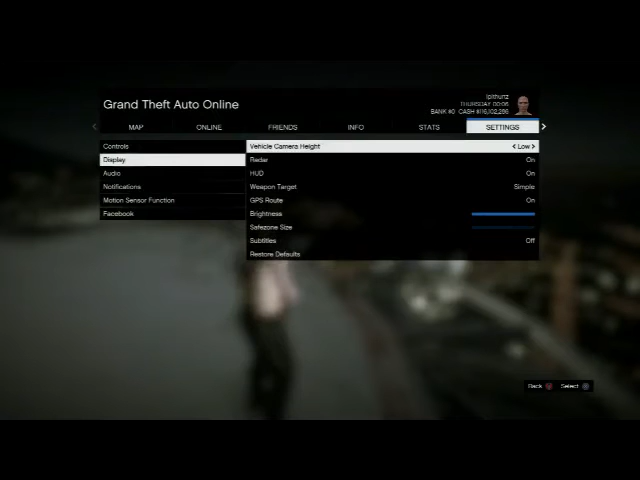 Grand Theft Auto Online
THURSDAY 00:06
MAP ONLINE FRIENDS INFO STATS SETTINGS
Controls
Display
Audio
Notifications
Motion Sensor Function
Facebook
Vehicle Camera Height Low
Radar On
HUD On
Weapon Target Simple
GPS Route On
Brightness
Safezone Size
Subtitles Off
Restore Defaults
Back Select